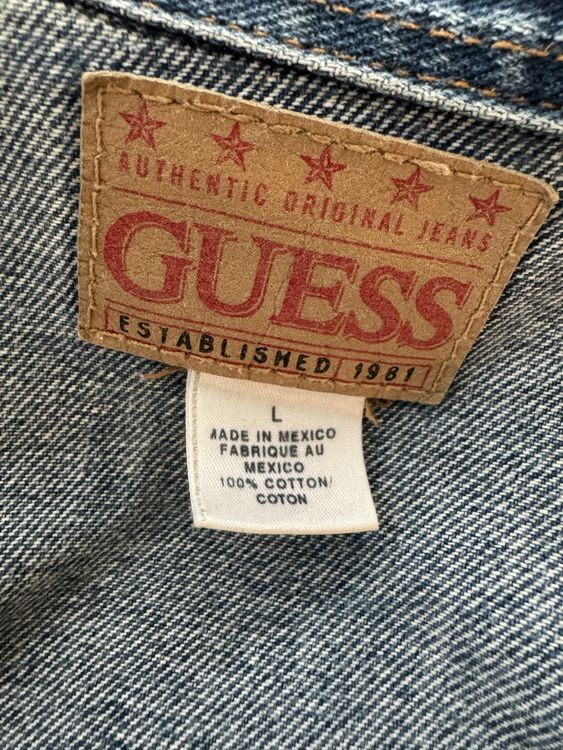 AUTHENTIC ORIGINAL JEANS
GUESS
ESTABLISHED 1981
L
MADE IN MEXICO
FABRIQUE AU
MEXICO
100% COTTON/
COTON